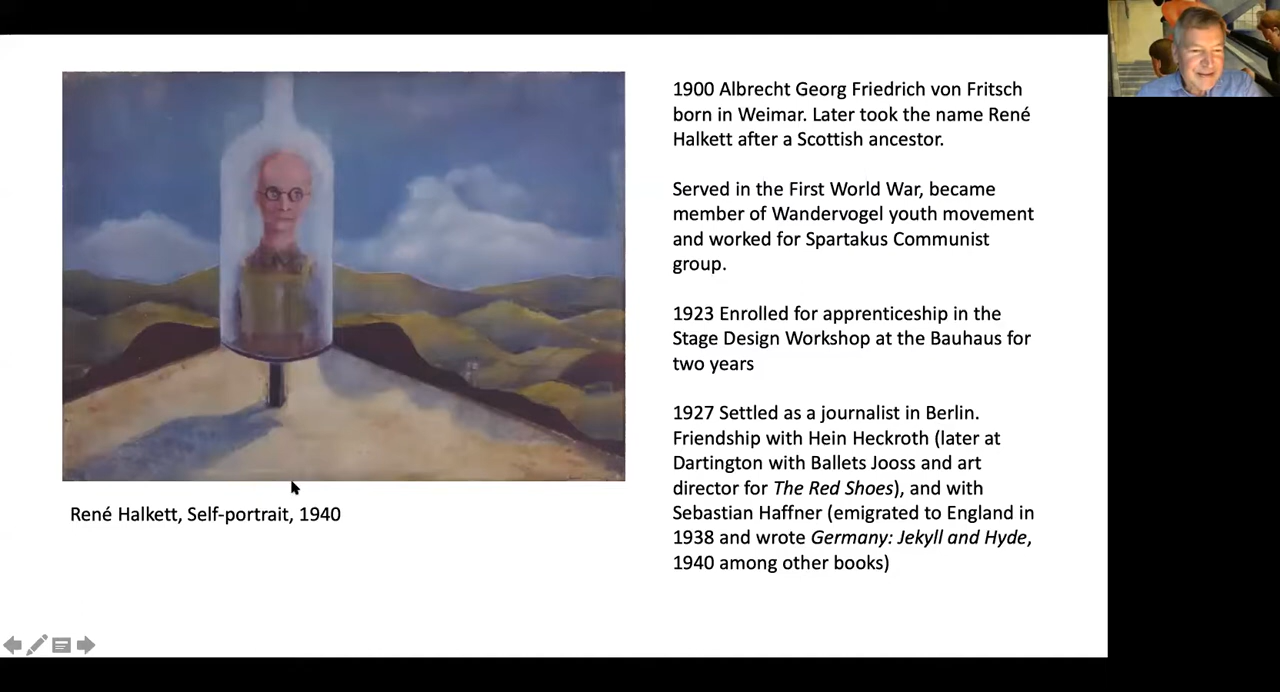 1900 Albrecht Georg Friedrich von Fritsch
born in Weimar. Later took the name René
Halkett after a Scottish ancestor.
Served in the First World War, became
member of Wandervogel youth movement
and worked for Spartakus Communist
group.
1923 Enrolled for apprenticeship in the
Stage Design Workshop at the Bauhaus for
two years
1927 Settled as a journalist in Berlin.
Friendship with Hein Heckroth (later at
Dartington with Ballets Jooss and art
director for The Red Shoes), and with
Sebastian Haffner (emigrated to England in
1938 and wrote Germany: Jekyll and Hyde,
1940 among other books)
René Halkett, Self-portrait, 1940